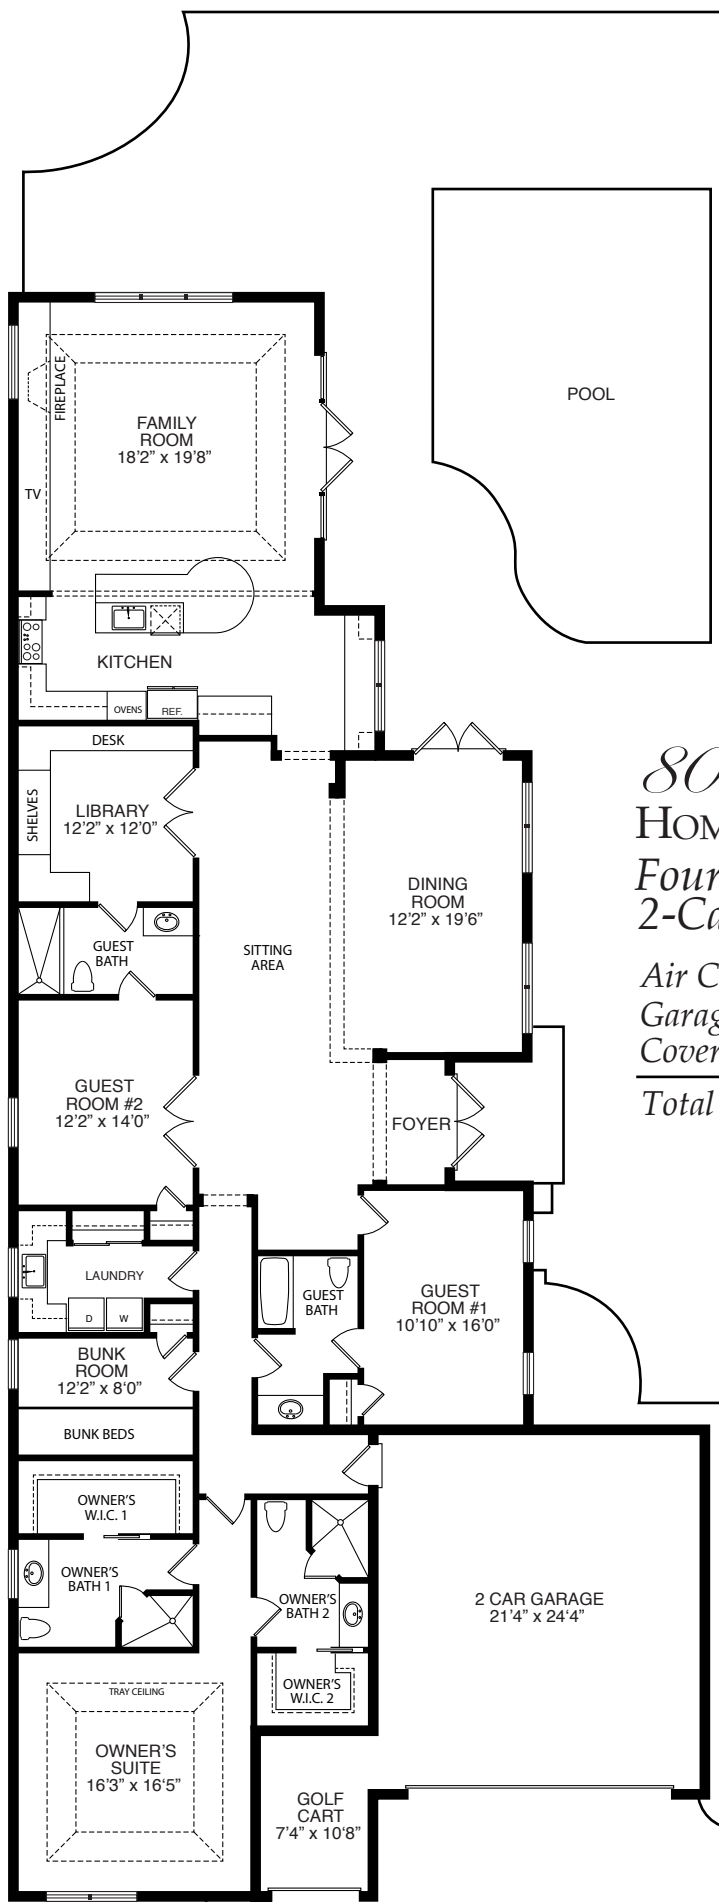 POOL
FIREPLACE
FAMILY
ROOM
18'2" x 19'8"
TV
KITCHEN
OVENS
REF.
DESK
SHELVES
LIBRARY
12'2" x 12'0"
80
HOM
Four
2-Ca
DINING
ROOM
12'2" x 19'6"
GUEST
BATH
SITTING
AREA
Air C
Garag
Cover
Total
GUEST
ROOM #2
12'2" x 14'0"
FOYER
LAUNDRY
D
W
GUEST
BATH
GUEST
ROOM #1
10'10" x 16'0"
BUNK
ROOM
12'2" x 8'0"
BUNK BEDS
OWNER'S
W.I.C. 1
OWNER'S
BATH 1
OWNER'S
BATH 2
2 CAR GARAGE
21'4" x 24'4"
OWNER'S
W.I.C. 2
TRAY CEILING
OWNER'S
SUITE
16'3" x 16'5"
GOLF
CART
7'4" x 10'8"